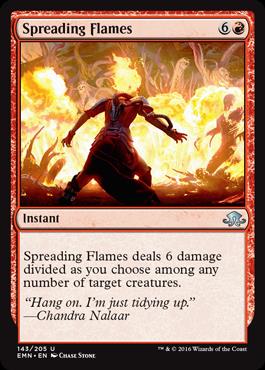 Spreading Flames 6
Instant
Spreading Flames deals 6 damage
divided as you choose among any
number of target creatures.
“Hang on. I’m just tidying up.”
—Chandra Nalaar
143/205 U
EMN • EN Chase Stone
™ & © 2016 Wizards of the Coast